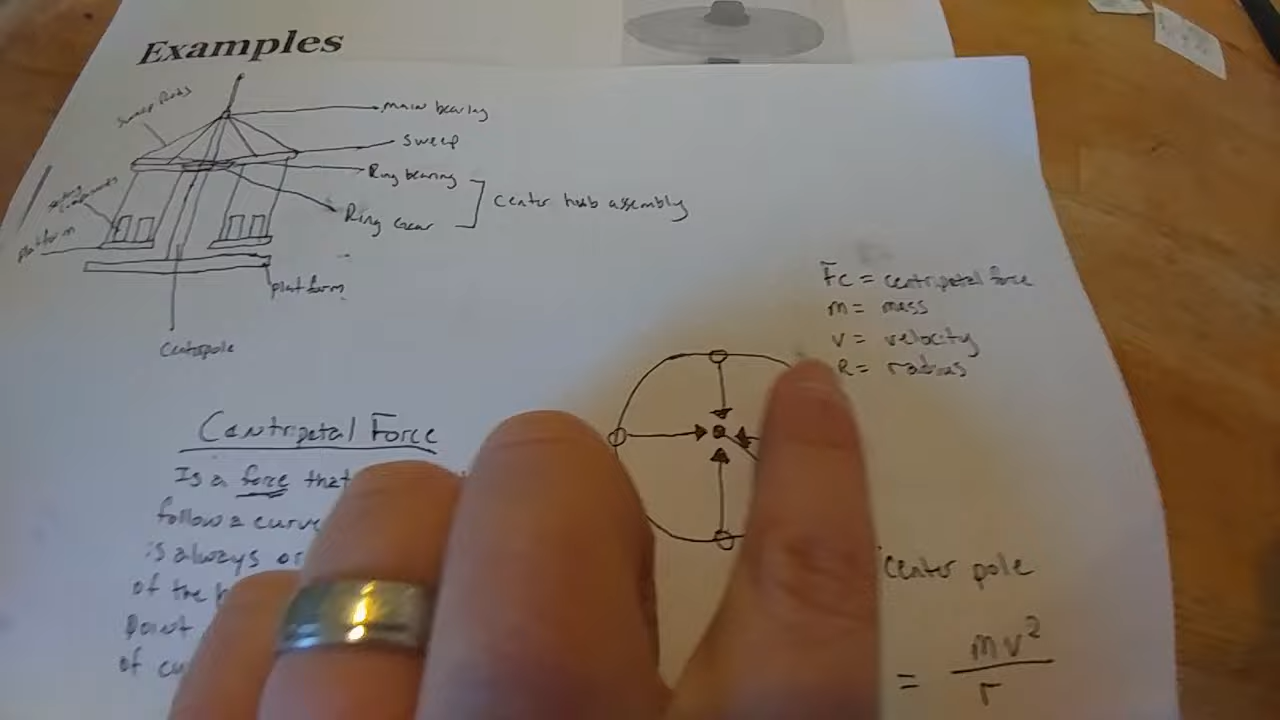 Examples
main bearing
Sweep Rods
Sweep
Ring bearing
center hub assembly
Ring Gear
platform
platform
Centerpole
Fc = centripetal force
m = mass
v = velocity
R = radius
Centripetal Force
Is a force that
follow a curve
is always or
of the b
point
of cu
center pole
= mv²
r